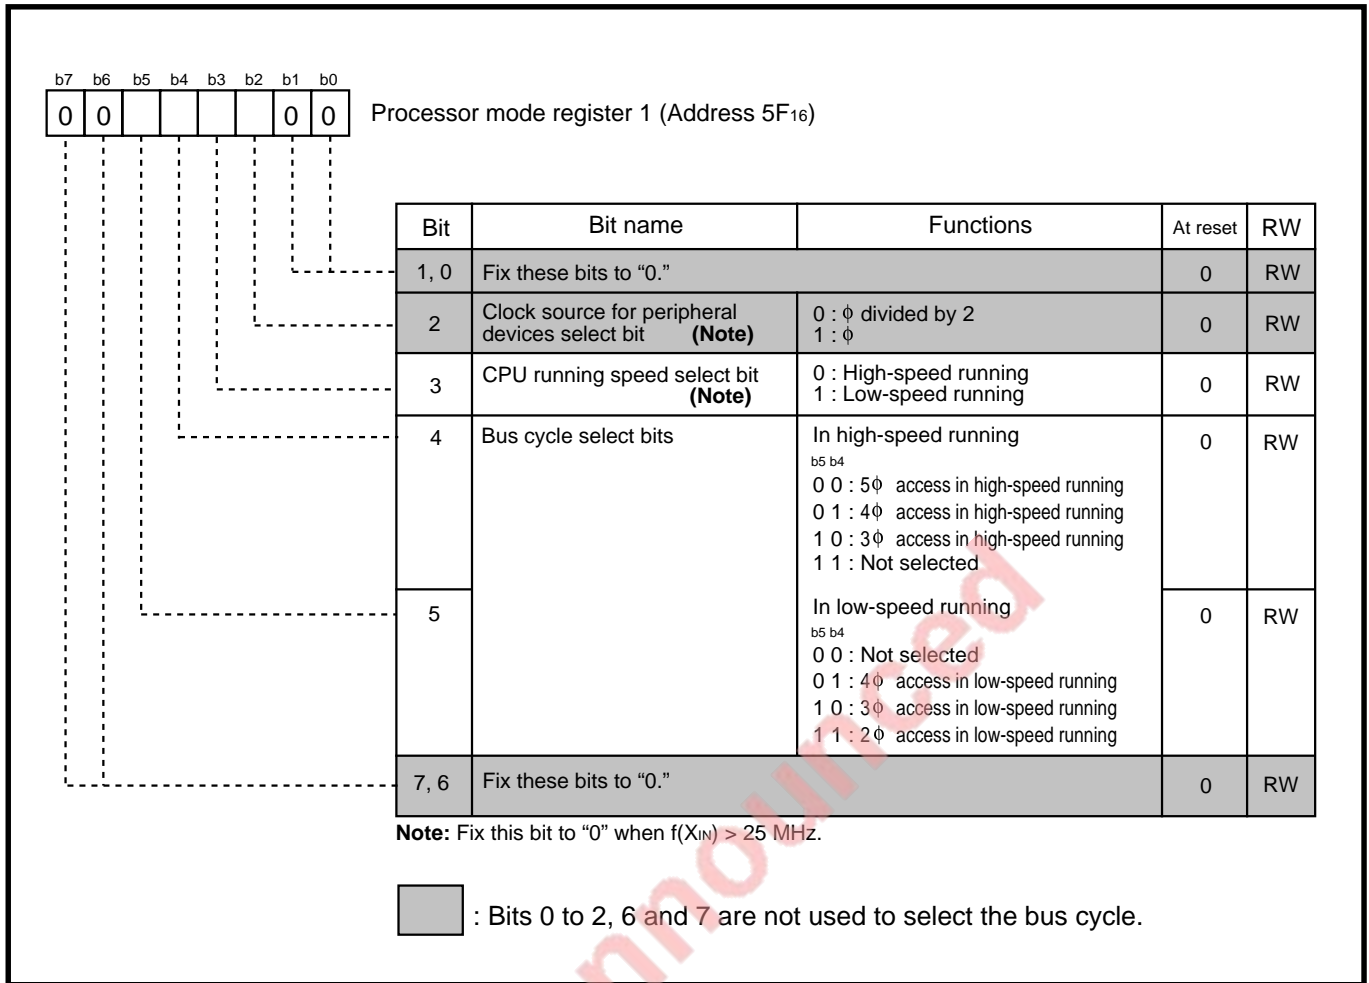 b7 b6 b5 b4 b3 b2 b1 b0
0 0 0 0
Processor mode register 1 (Address 5F16)
Bit Bit name Functions At reset RW
1, 0 Fix these bits to “0.” 0 RW
2 Clock source for peripheral devices select bit (Note) 0 : ϕ divided by 2 0 RW
1 : ϕ
3 CPU running speed select bit (Note) 0 : High-speed running 0 RW
1 : Low-speed running
4 Bus cycle select bits In high-speed running 0 RW
b5 b4
0 0 : 5ϕ access in high-speed running
0 1 : 4ϕ access in high-speed running
1 0 : 3ϕ access in high-speed running
1 1 : Not selected
5 In low-speed running 0 RW
b5 b4
0 0 : Not selected
0 1 : 4ϕ access in low-speed running
1 0 : 3ϕ access in low-speed running
1 1 : 2ϕ access in low-speed running
7, 6 Fix these bits to “0.” 0 RW
Note: Fix this bit to “0” when f(XIN) > 25 MHz.
: Bits 0 to 2, 6 and 7 are not used to select the bus cycle.